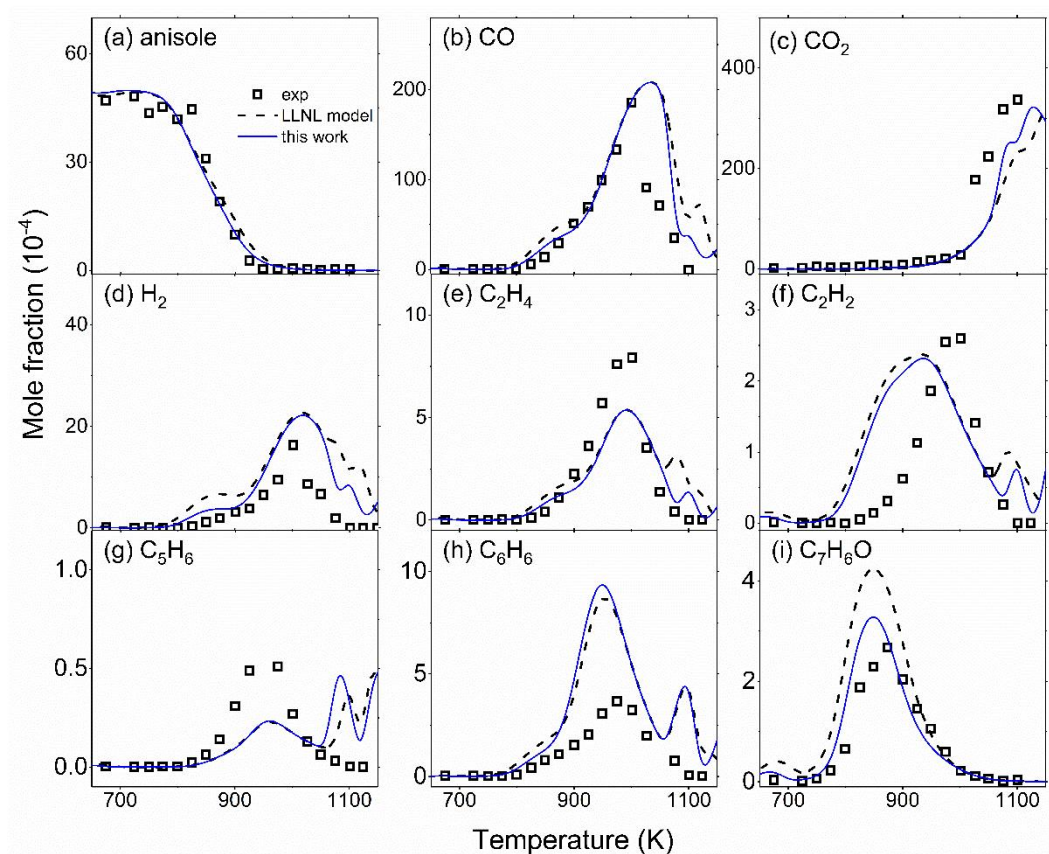 (a) anisole
(b) CO
(c) CO2
exp
LLNL model
this work
60
30
0
200
100
0
400
200
0
(d) H2
(e) C2H4
(f) C2H2
40
20
0
10
5
0
3
2
1
0
(g) C5H6
(h) C6H6
(i) C7H6O
1.0
0.5
0.0
10
5
0
4
2
0
700 900 1100
700 900 1100
700 900 1100
Mole fraction (10-4)
Temperature (K)